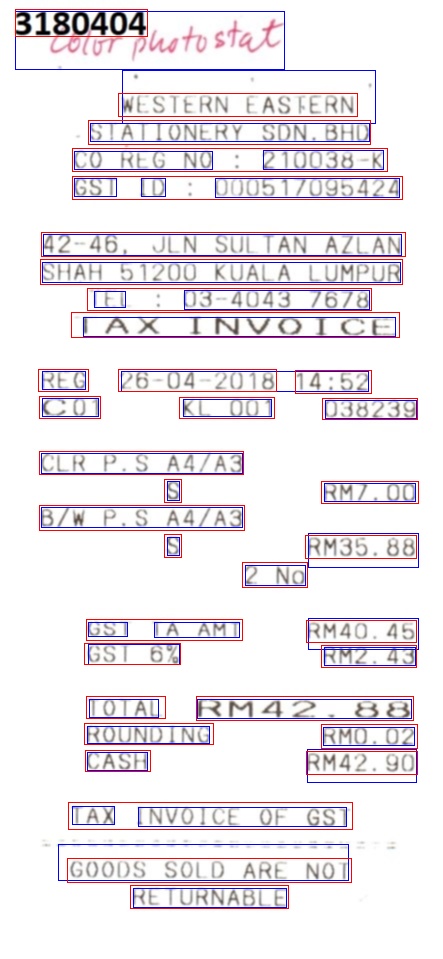 3180404
color photostat
WESTERN EASTERN
STATIONERY SDN.BHD
CO REG NO : 210038-K
GST ID : 000517095424
42-46, JLN SULTAN AZLAN
SHAH 51200 KUALA LUMPUR
TEL : 03-4043 7678
TAX INVOICE
REG 26-04-2018 14:52
C01 KL 001 038239
CLR P.S A4/A3
S RM7.00
B/W P.S A4/A3
S RM35.88
2 No
GST TA AMT RM40.45
GST 6% RM2.43
TOTAL RM42.88
ROUNDING RM0.02
CASH RM42.90
TAX INVOICE OF GST
GOODS SOLD ARE NOT
RETURNABLE